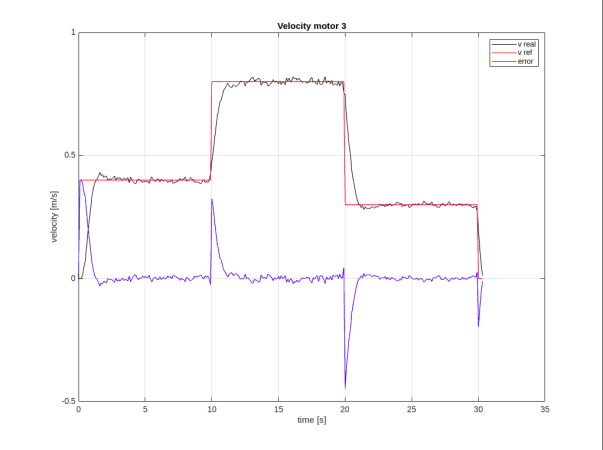 Velocity motor 3
1
v real
v ref
error
0.5
velocity [m/s]
0
-0.5
0 5 10 15 20 25 30 35
time [s]